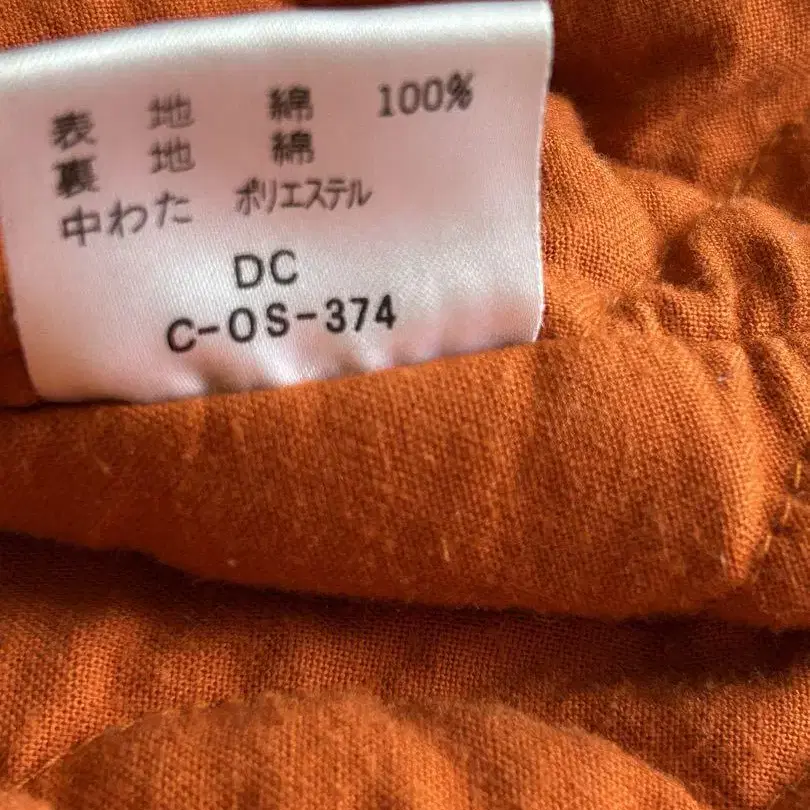 表地 綿 100%
裏地 綿
中わた ポリエステル
DC
C-OS-374